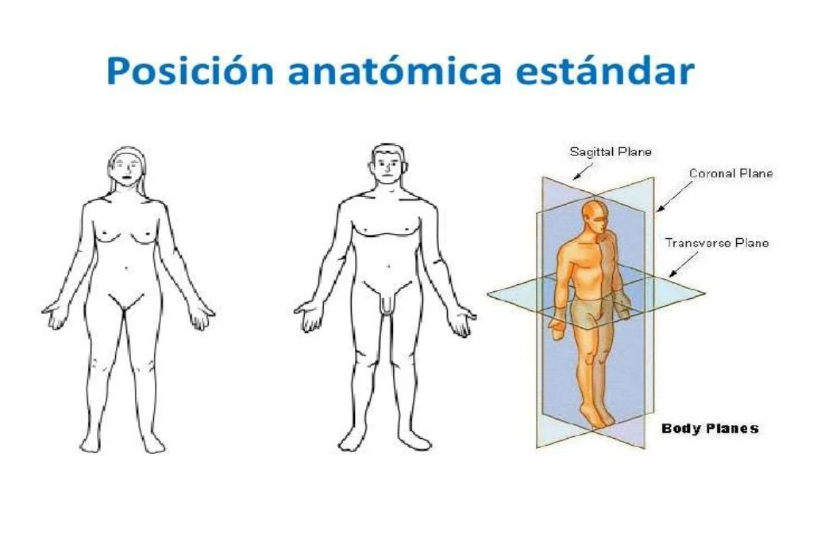 Posición anatómica estándar
Sagittal Plane
Coronal Plane
Transverse Plane
Body Planes